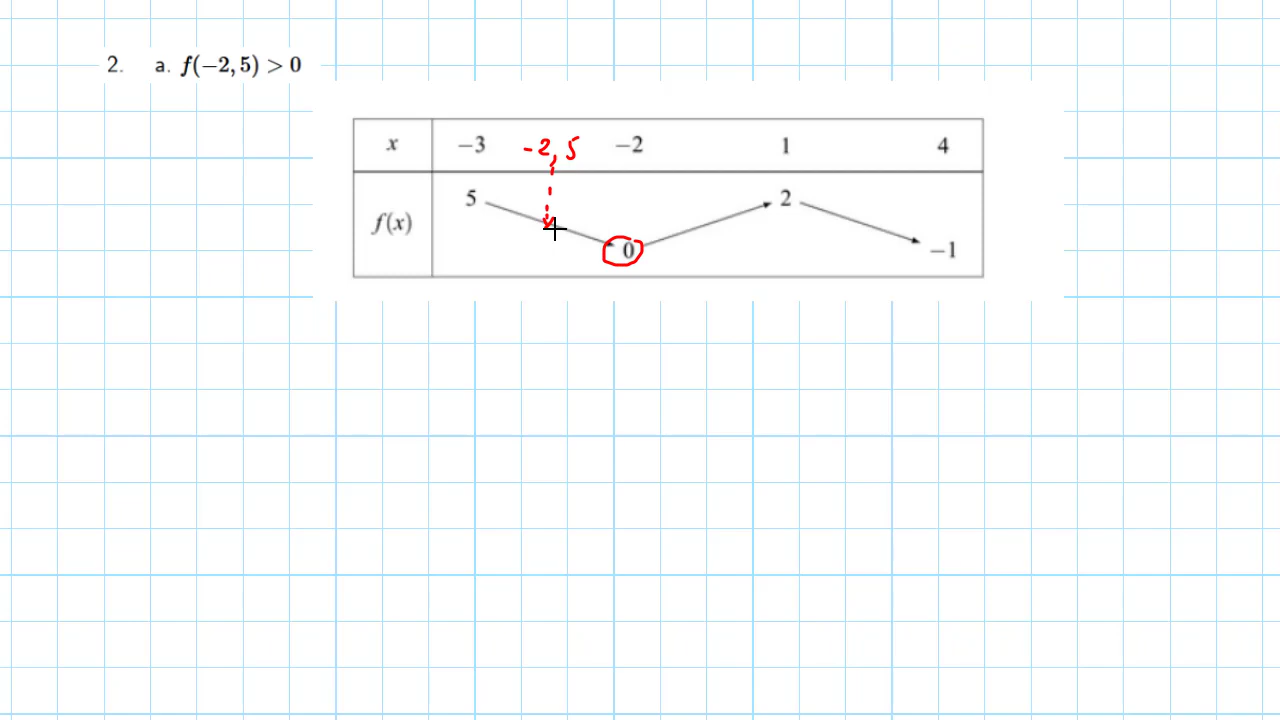 2. a. f(−2, 5) > 0
x −3 -2,5 −2 1 4
5 2
f(x)
0 −1